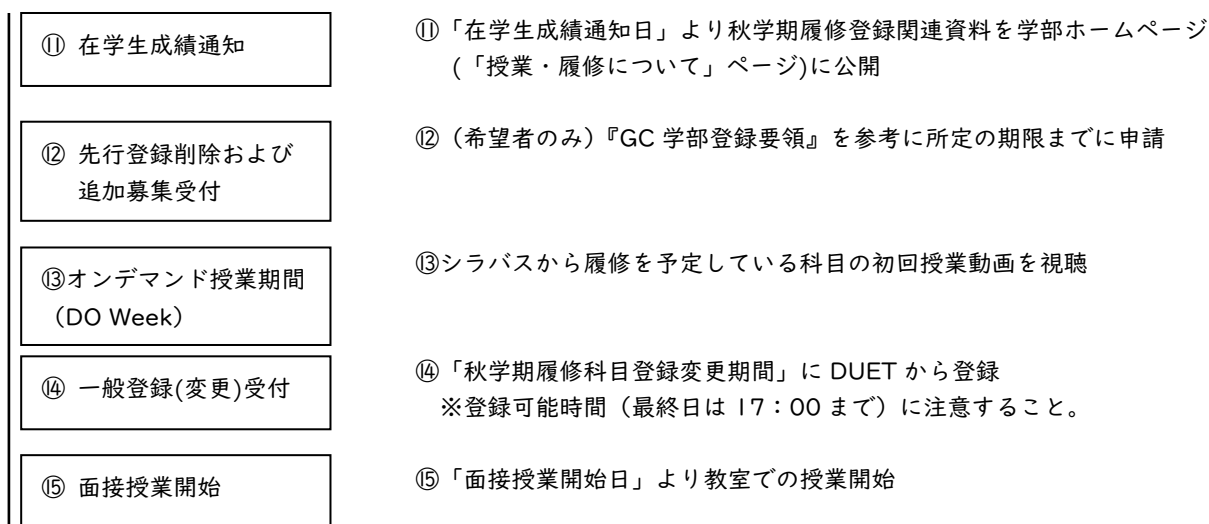 ⑪ 在学生成績通知
⑪「在学生成績通知日」より秋学期履修登録関連資料を学部ホームページ
(「授業・履修について」ページ)に公開
⑫ 先行登録削除および
追加募集受付
⑫（希望者のみ）『GC 学部登録要領』を参考に所定の期限までに申請
⑬オンデマンド授業期間
（DO Week）
⑬シラバスから履修を予定している科目の初回授業動画を視聴
⑭ 一般登録(変更)受付
⑭「秋学期履修科目登録変更期間」に DUET から登録
※登録可能時間（最終日は 17：00 まで）に注意すること。
⑮ 面接授業開始
⑮「面接授業開始日」より教室での授業開始